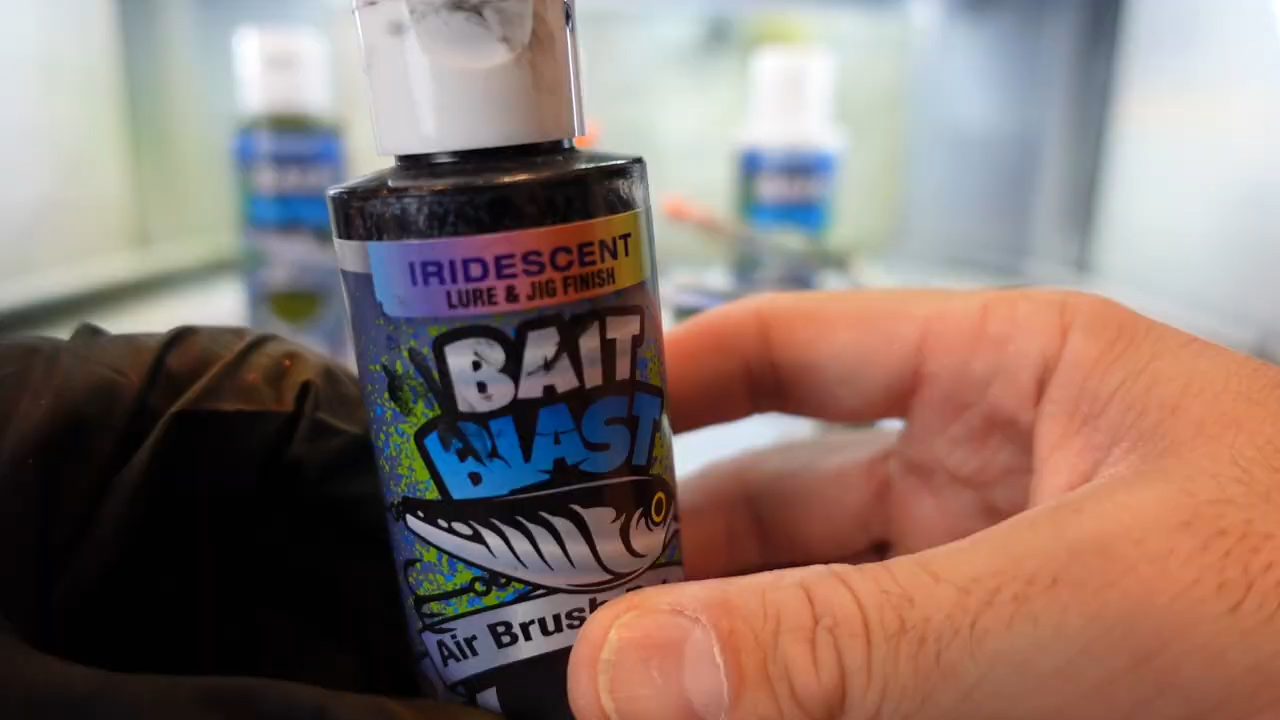 IRIDESCENT
LURE & JIG FINISH
BAIT
BLAST
Air Brush